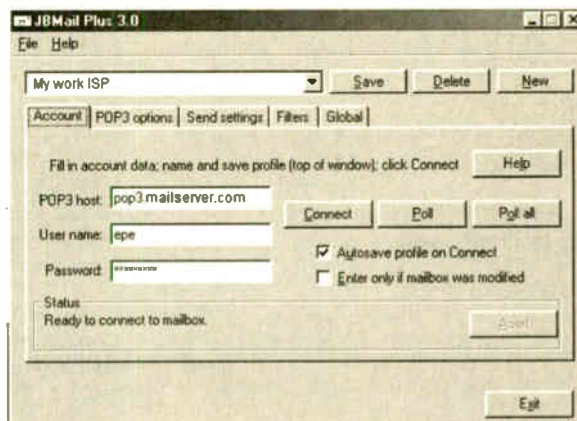 JBMail Plus 3.0
File Help
My work ISP Save Delete New
Account POP3 options Send settings Filters Global
Fill in account data; name and save profile (top of window); click Connect Help
POP3 host: pop3.mailserver.com
Connect Poll Poll all
User name: epe
Autosave profile on Connect
Password: ********
Enter only if mailbox was modified
Status
Ready to connect to mailbox.
Abort!
Exit